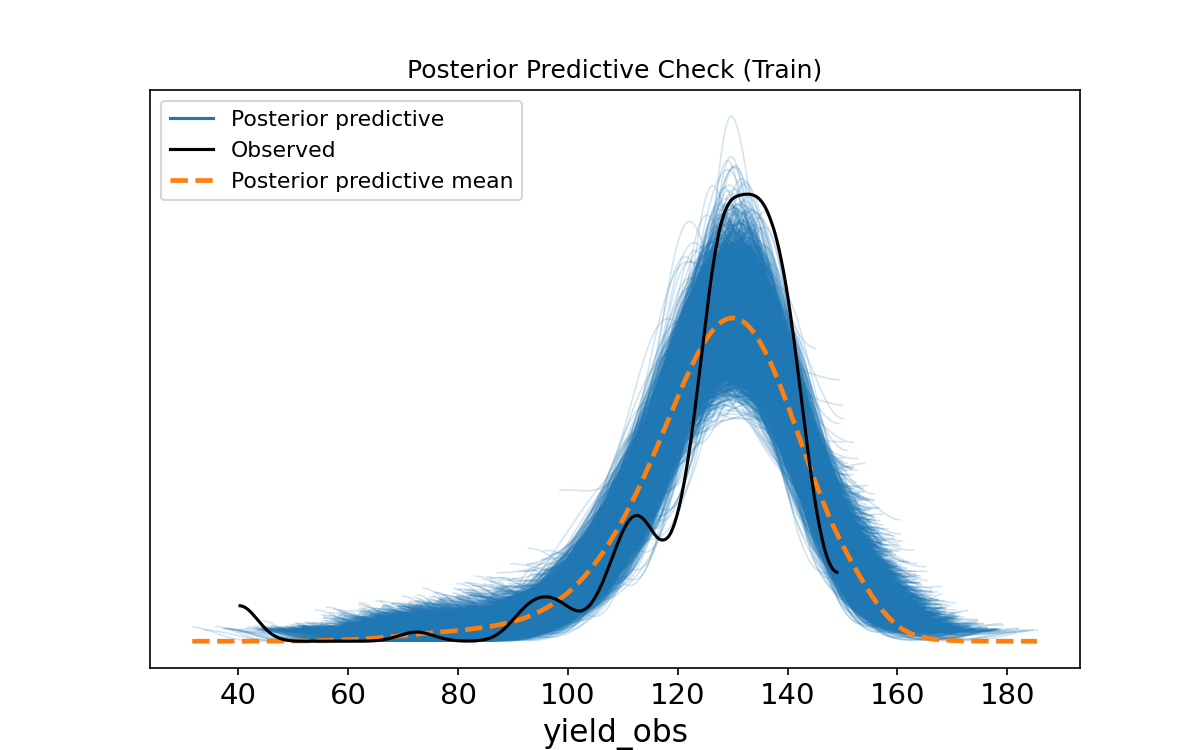 Posterior Predictive Check (Train)
Posterior predictive
Observed
Posterior predictive mean
40 60 80 100 120 140 160 180
yield_obs